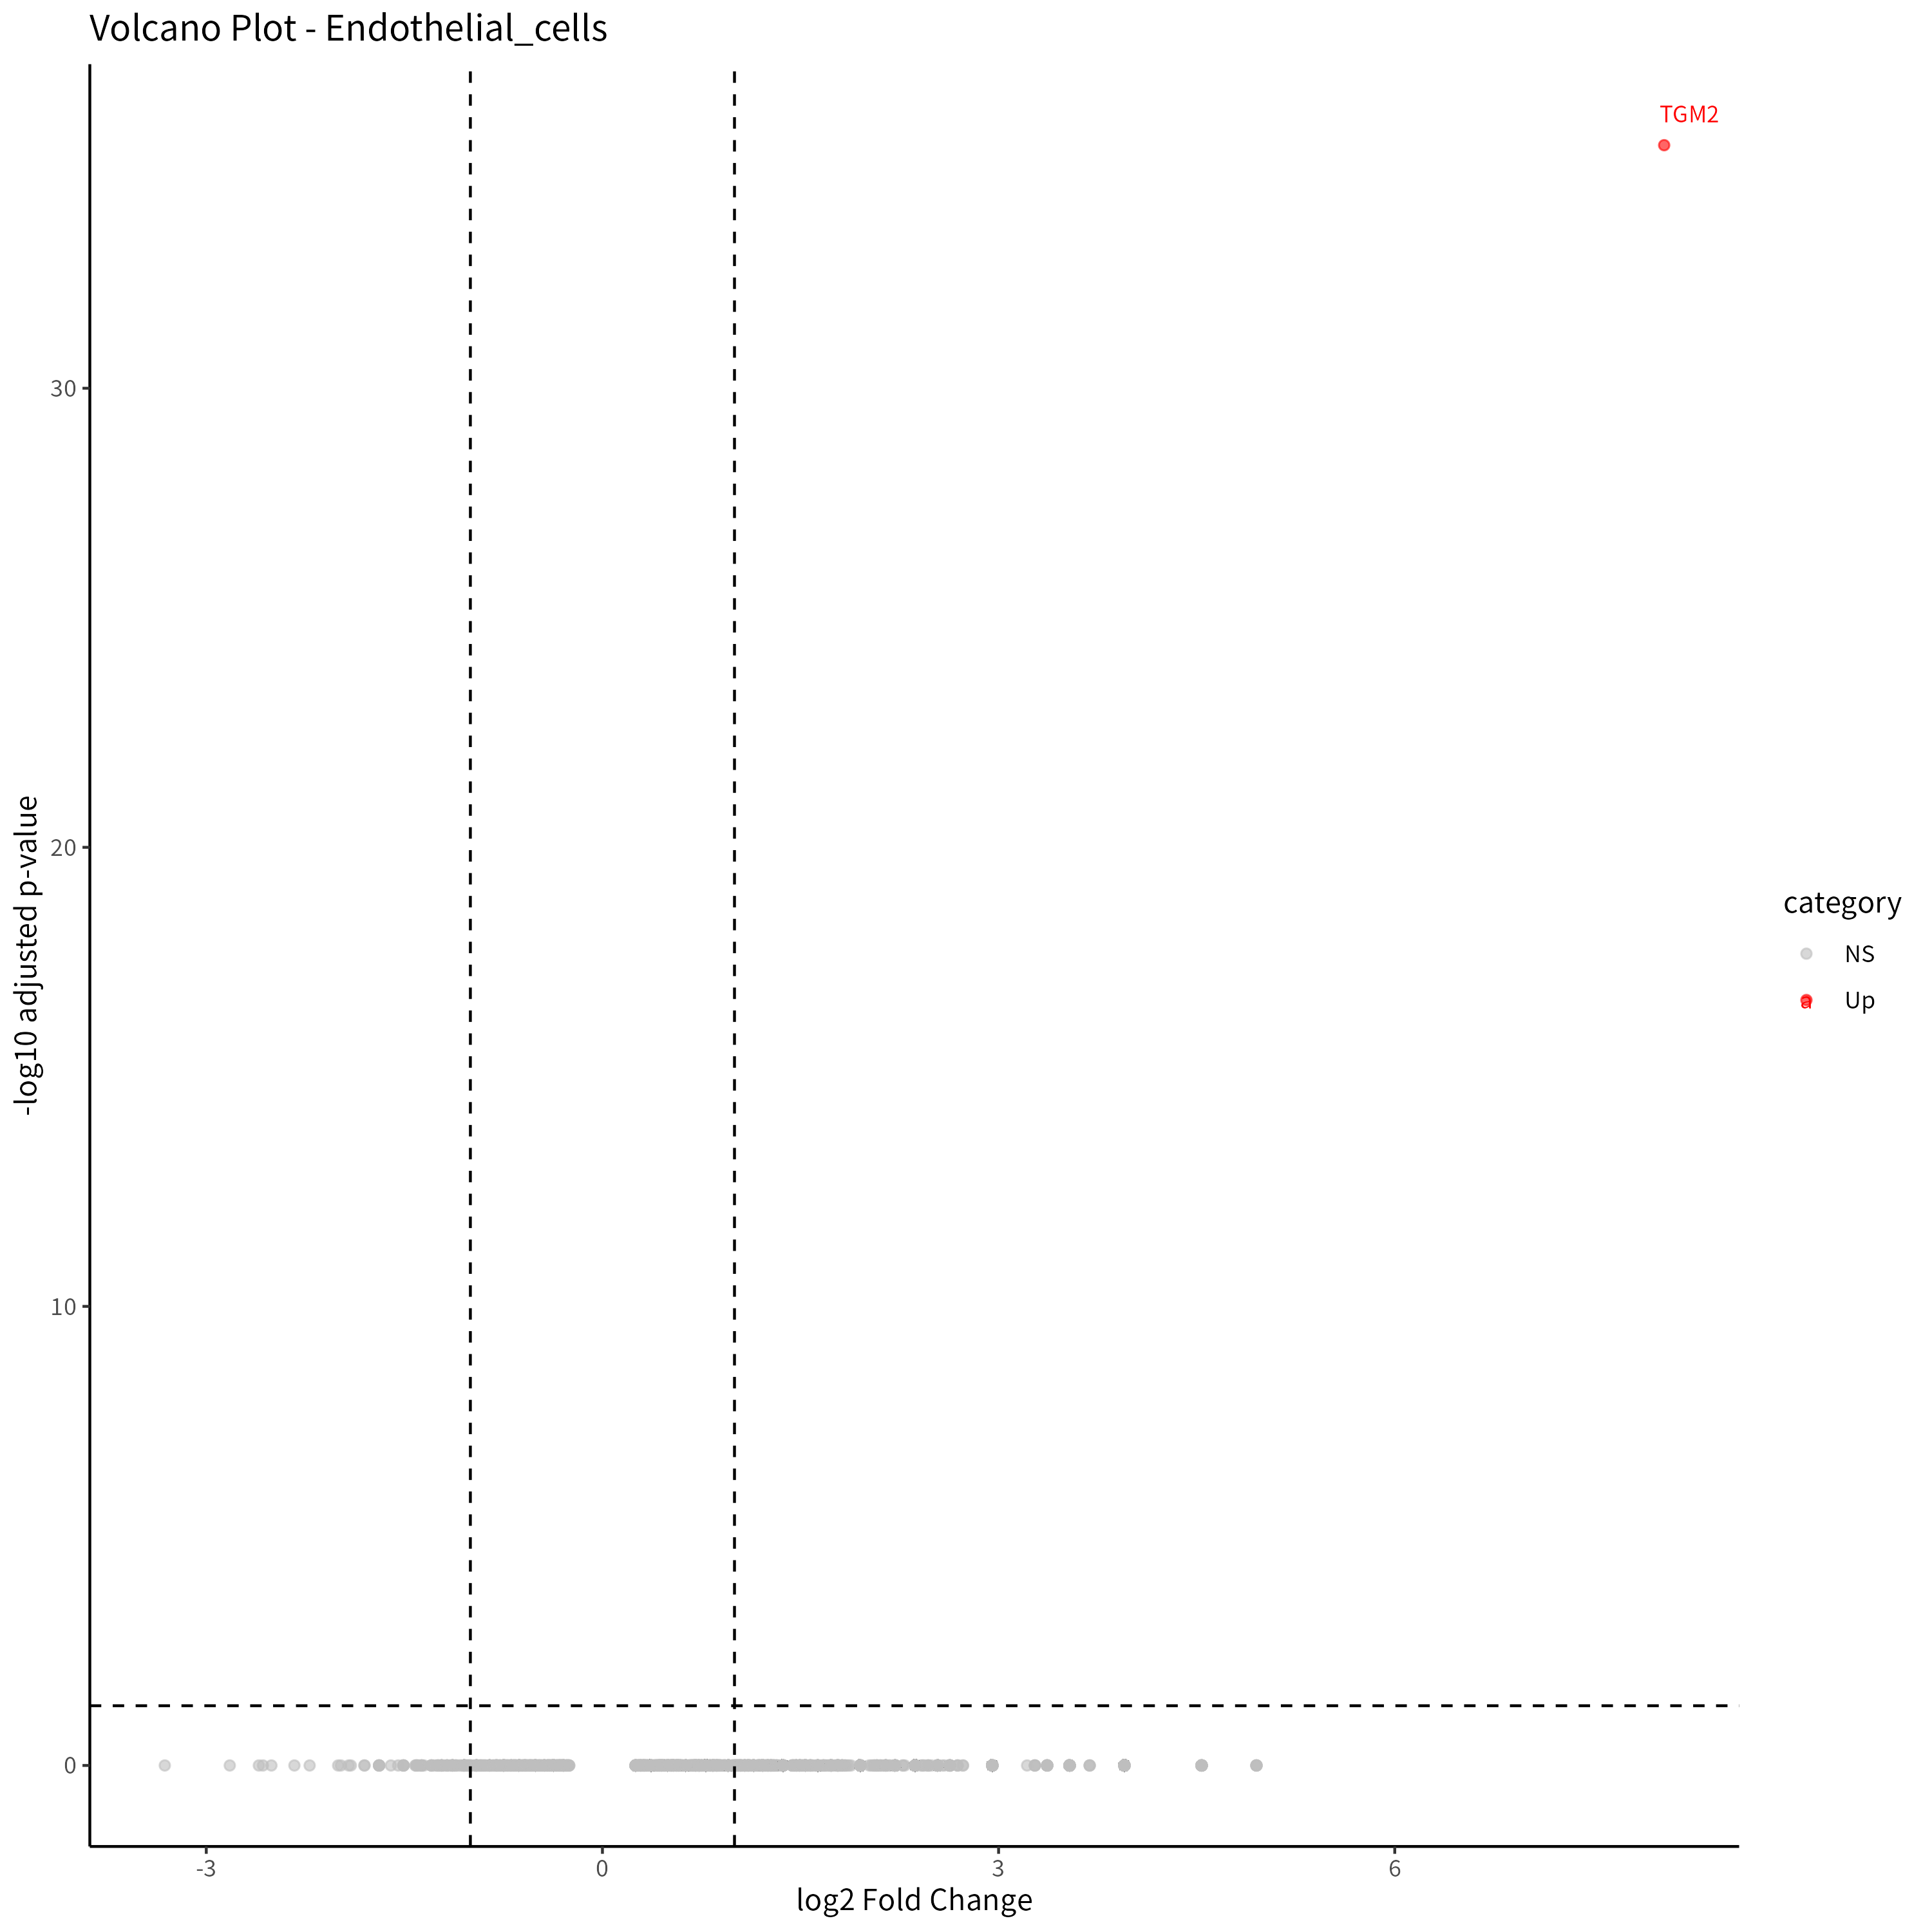 Volcano Plot - Endothelial_cells
TGM2
30
20
10
0
-log10 adjusted p-value
-3
0
3
6
log2 Fold Change
category
NS
a Up